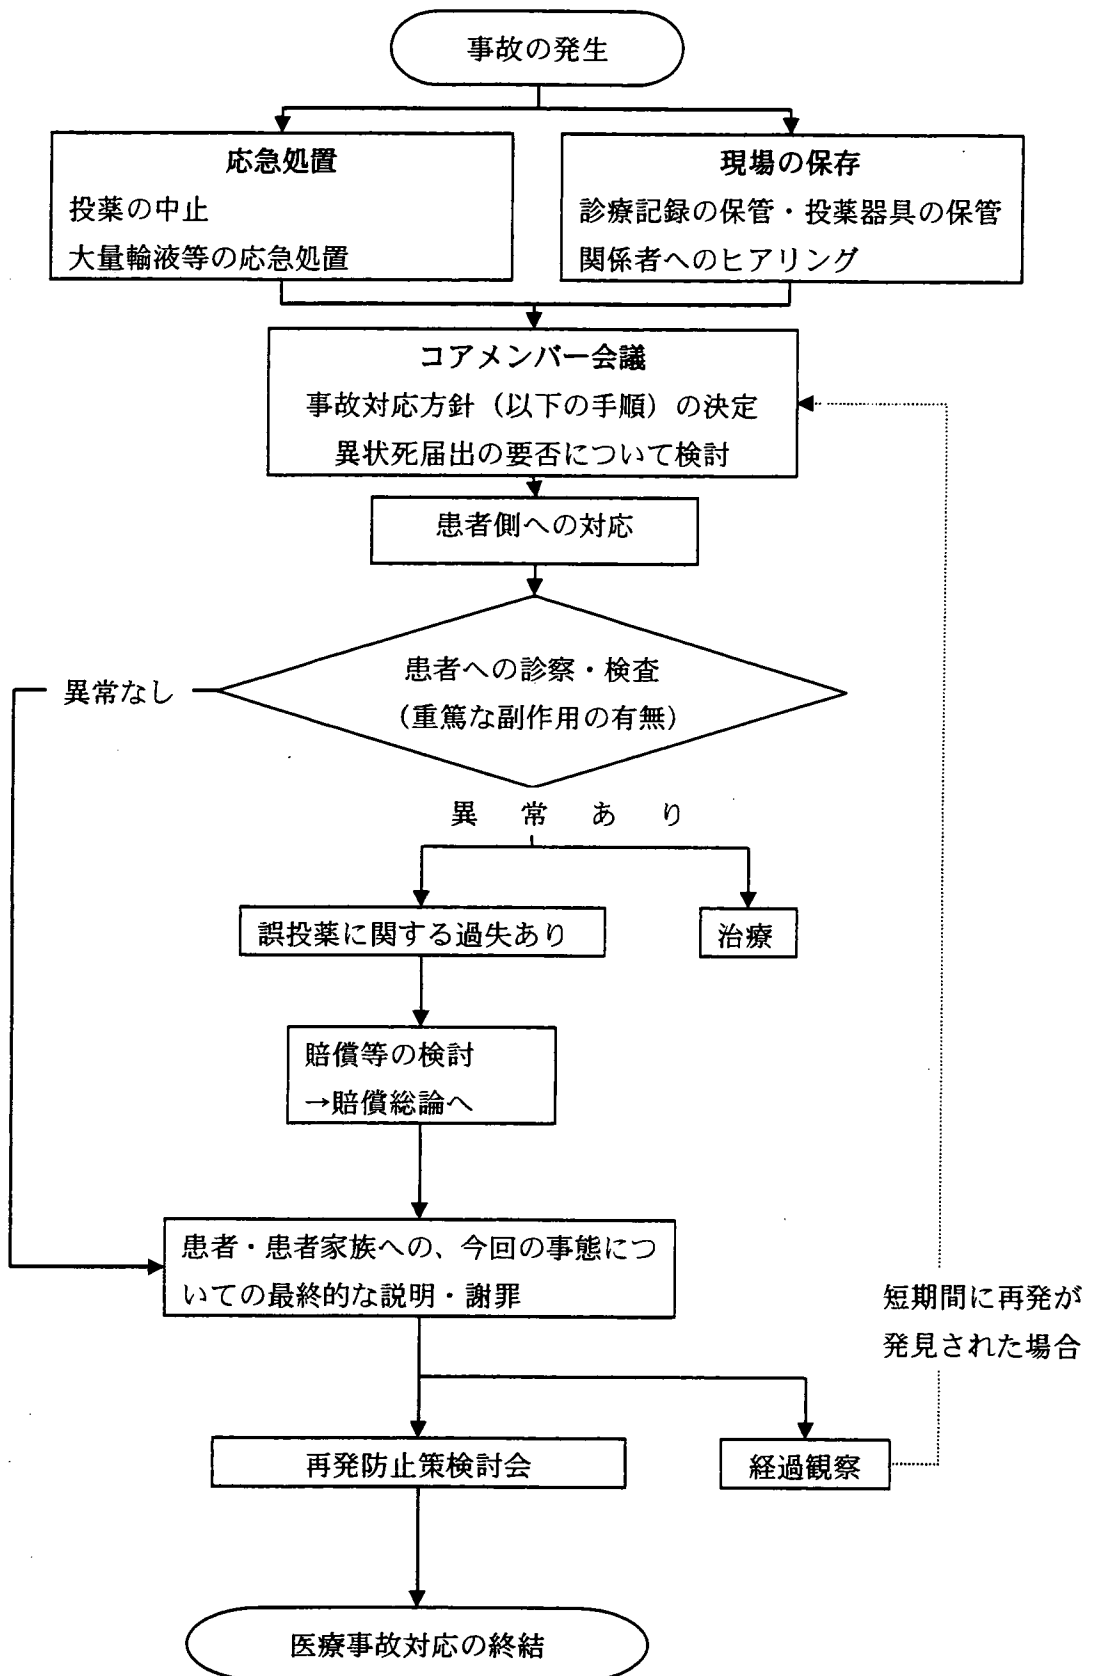 事故の発生
応急処置
投薬の中止
大量輸液等の応急処置
現場の保存
診療記録の保管・投薬器具の保管
関係者へのヒアリング
コアメンバー会議
事故対応方針（以下の手順）の決定
異状死届出の要否について検討
患者側への対応
患者への診察・検査
（重篤な副作用の有無）
異常なし
異常あり
誤投薬に関する過失あり
治療
賠償等の検討
→賠償総論へ
患者・患者家族への、今回の事態につ
いての最終的な説明・謝罪
短期間に再発が
発見された場合
再発防止策検討会
経過観察
医療事故対応の終結